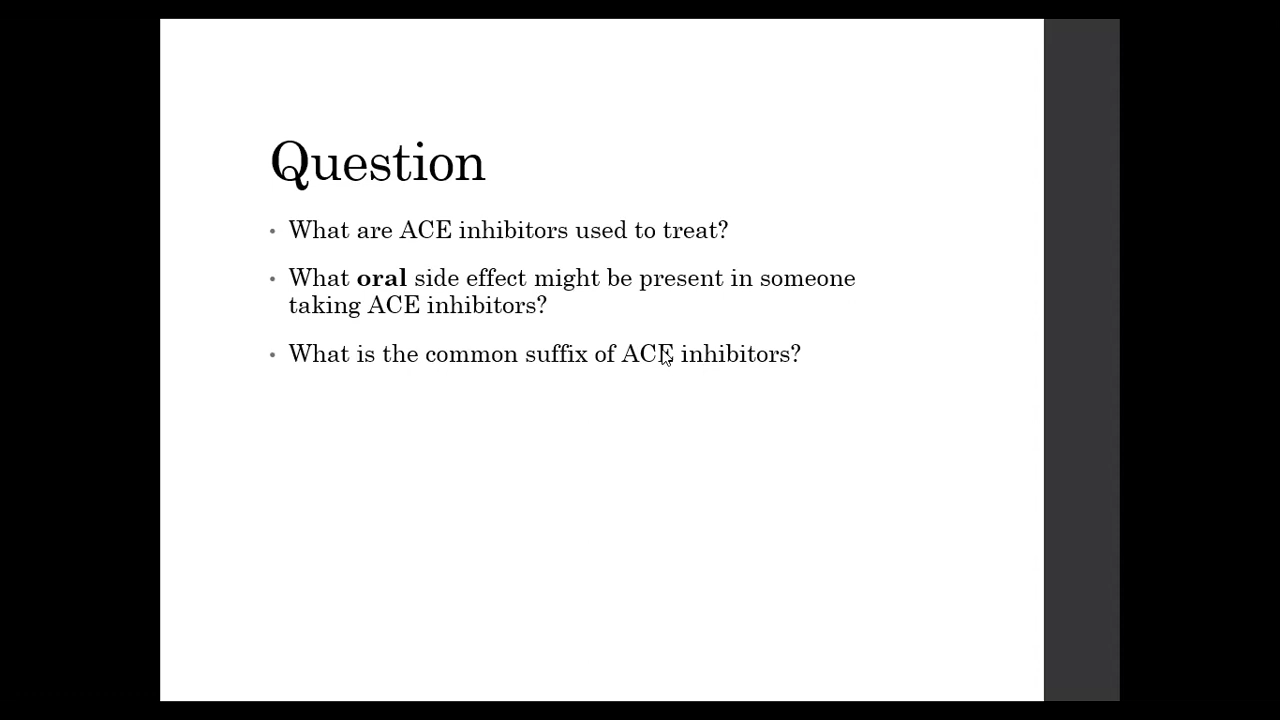 Question
• What are ACE inhibitors used to treat?
• What oral side effect might be present in someone
taking ACE inhibitors?
• What is the common suffix of ACE inhibitors?